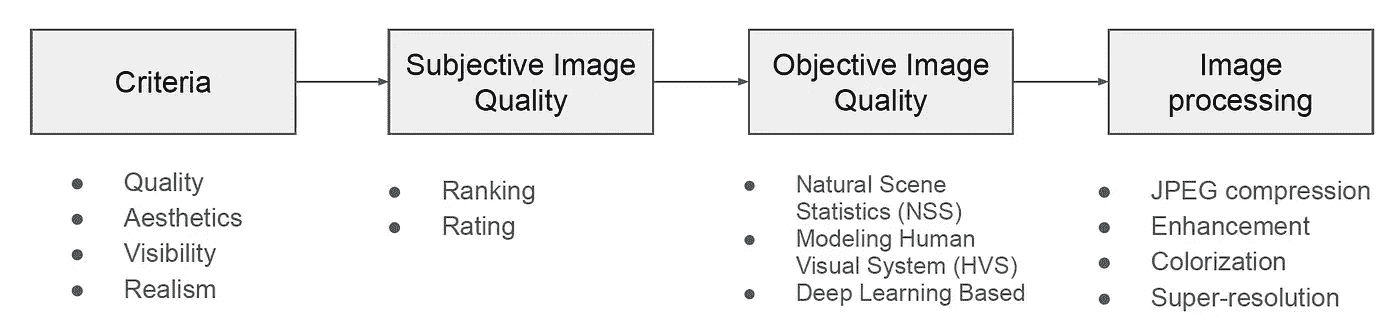 Criteria
Subjective Image
Quality
Objective Image
Quality
Image
processing
Quality
Aesthetics
Visibility
Realism
Ranking
Rating
Natural Scene
Statistics (NSS)
Modeling Human
Visual System (HVS)
Deep Learning Based
JPEG compression
Enhancement
Colorization
Super-resolution